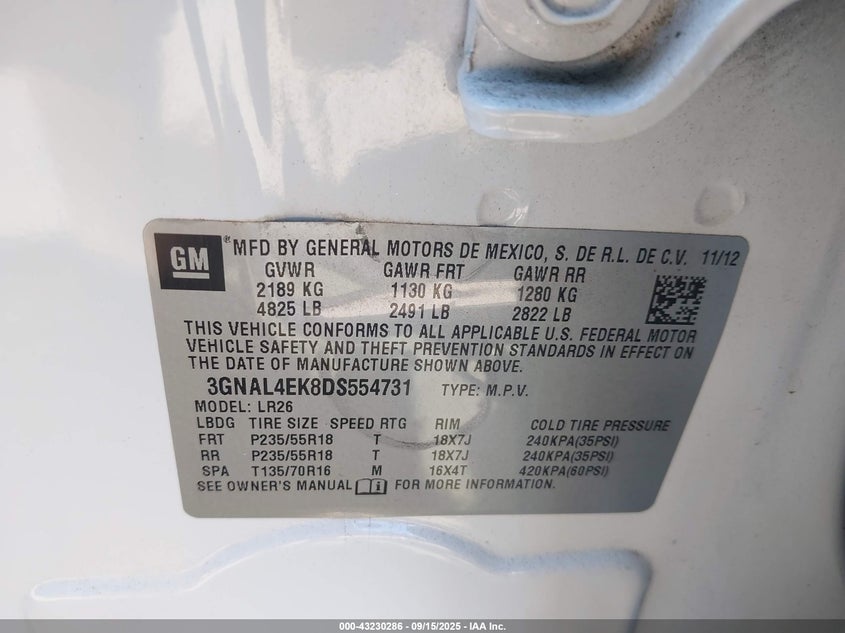 GM ® MFD BY GENERAL MOTORS DE MEXICO, S. DE R.L. DE C.V. 11/12
GVWR GAWR FRT GAWR RR
2189 KG 1130 KG 1280 KG
4825 LB 2491 LB 2822 LB
THIS VEHICLE CONFORMS TO ALL APPLICABLE U.S. FEDERAL MOTOR
VEHICLE SAFETY AND THEFT PREVENTION STANDARDS IN EFFECT ON
THE DATE OF MANUFACTURE SHOWN ABOVE.
3GNAL4EK8DS554731 TYPE: M.P.V.
MODEL: LR26
LBDG TIRE SIZE SPEED RTG RIM COLD TIRE PRESSURE
FRT P235/55R18 T 18X7J 240KPA(35PSI)
RR P235/55R18 T 18X7J 240KPA(35PSI)
SPA T135/70R16 M 16X4T 420KPA(60PSI)
SEE OWNER'S MANUAL i FOR MORE INFORMATION.
000-43230286 - 09/15/2025 - IAA Inc.